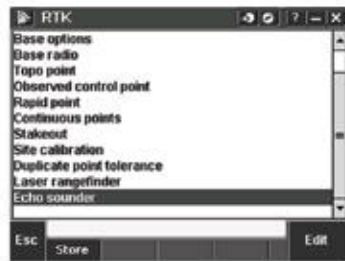 RTK
? – ×
Base options
Base radio
Topo point
Observed control point
Rapid point
Continuous points
Stakeout
Site calibration
Duplicate point tolerance
Laser rangefinder
Echo sounder
Esc
Edit
Store